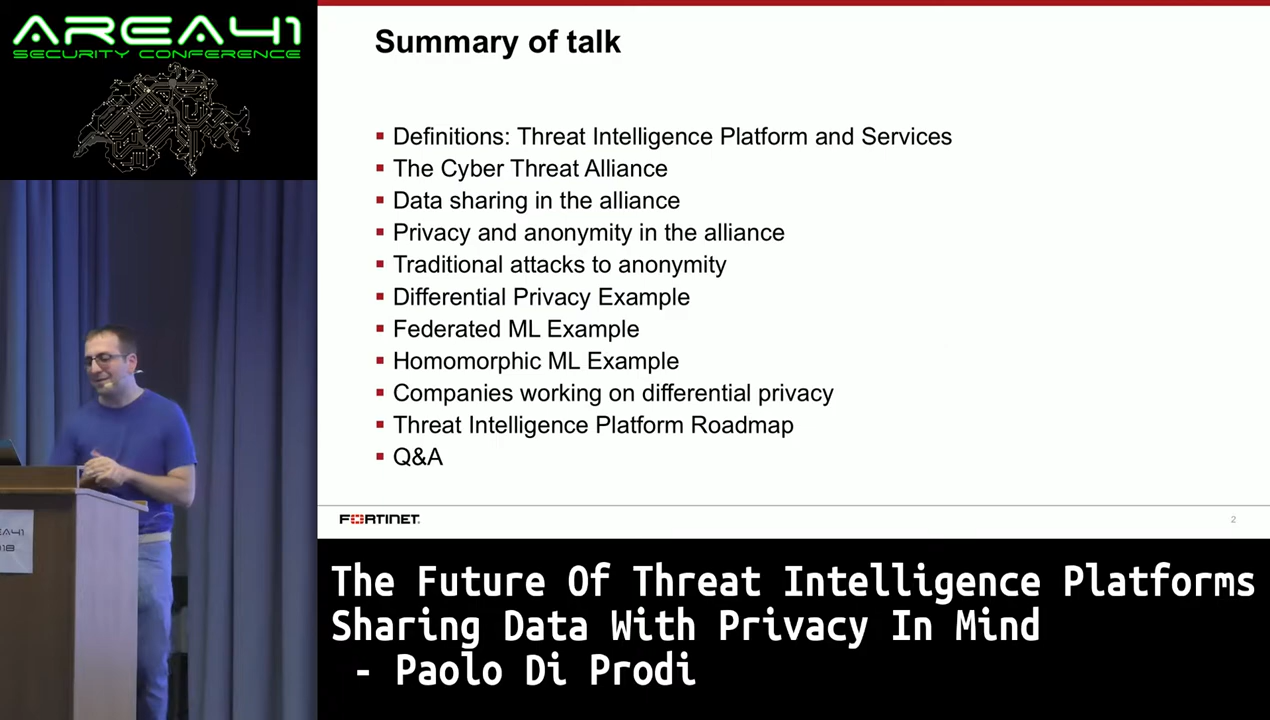 AREA41
SECURITY CONFERENCE
Summary of talk
▪ Definitions: Threat Intelligence Platform and Services
▪ The Cyber Threat Alliance
▪ Data sharing in the alliance
▪ Privacy and anonymity in the alliance
▪ Traditional attacks to anonymity
▪ Differential Privacy Example
▪ Federated ML Example
▪ Homomorphic ML Example
▪ Companies working on differential privacy
▪ Threat Intelligence Platform Roadmap
▪ Q&A
FORTINET
2
EA41
018
The Future Of Threat Intelligence Platforms
Sharing Data With Privacy In Mind
- Paolo Di Prodi